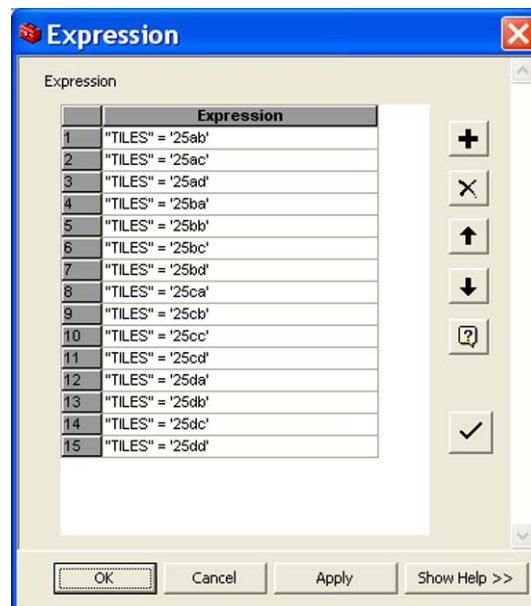 Expression
Expression
Expression
1 "TILES" = '25ab'
2 "TILES" = '25ac'
3 "TILES" = '25ad'
4 "TILES" = '25ba'
5 "TILES" = '25bb'
6 "TILES" = '25bc'
7 "TILES" = '25bd'
8 "TILES" = '25ca'
9 "TILES" = '25cb'
10 "TILES" = '25cc'
11 "TILES" = '25cd'
12 "TILES" = '25da'
13 "TILES" = '25db'
14 "TILES" = '25dc'
15 "TILES" = '25dd'
OK Cancel Apply Show Help >>